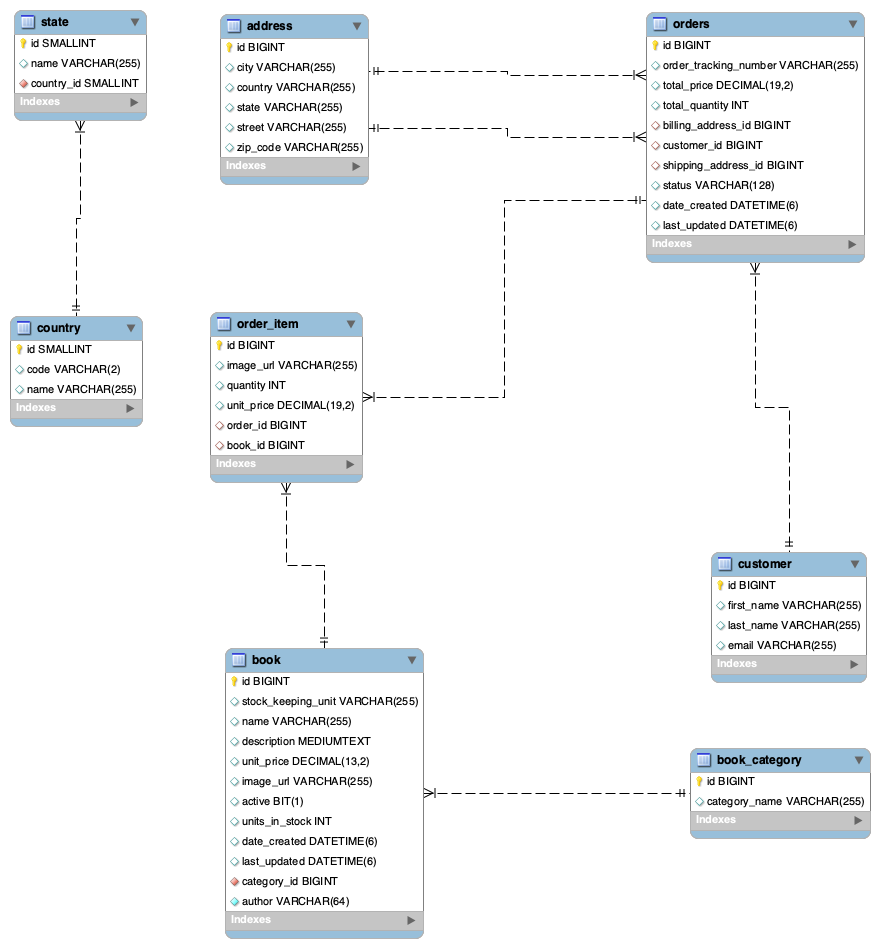 state
id SMALLINT
name VARCHAR(255)
country_id SMALLINT
Indexes
address
id BIGINT
city VARCHAR(255)
country VARCHAR(255)
state VARCHAR(255)
street VARCHAR(255)
zip_code VARCHAR(255)
Indexes
orders
id BIGINT
order_tracking_number VARCHAR(255)
total_price DECIMAL(19,2)
total_quantity INT
billing_address_id BIGINT
customer_id BIGINT
shipping_address_id BIGINT
status VARCHAR(128)
date_created DATETIME(6)
last_updated DATETIME(6)
Indexes
country
id SMALLINT
code VARCHAR(2)
name VARCHAR(255)
Indexes
order_item
id BIGINT
image_url VARCHAR(255)
quantity INT
unit_price DECIMAL(19,2)
order_id BIGINT
book_id BIGINT
Indexes
customer
id BIGINT
first_name VARCHAR(255)
last_name VARCHAR(255)
email VARCHAR(255)
Indexes
book
id BIGINT
stock_keeping_unit VARCHAR(255)
name VARCHAR(255)
description MEDIUMTEXT
unit_price DECIMAL(13,2)
image_url VARCHAR(255)
active BIT(1)
units_in_stock INT
date_created DATETIME(6)
last_updated DATETIME(6)
category_id BIGINT
author VARCHAR(64)
Indexes
book_category
id BIGINT
category_name VARCHAR(255)
Indexes